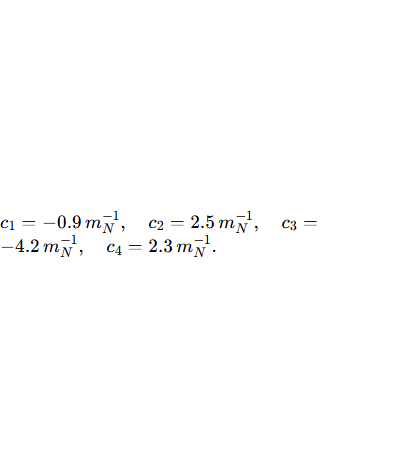 c₁ = −0.9 m_N⁻¹, c₂ = 2.5 m_N⁻¹, c₃ =
−4.2 m_N⁻¹, c₄ = 2.3 m_N⁻¹.